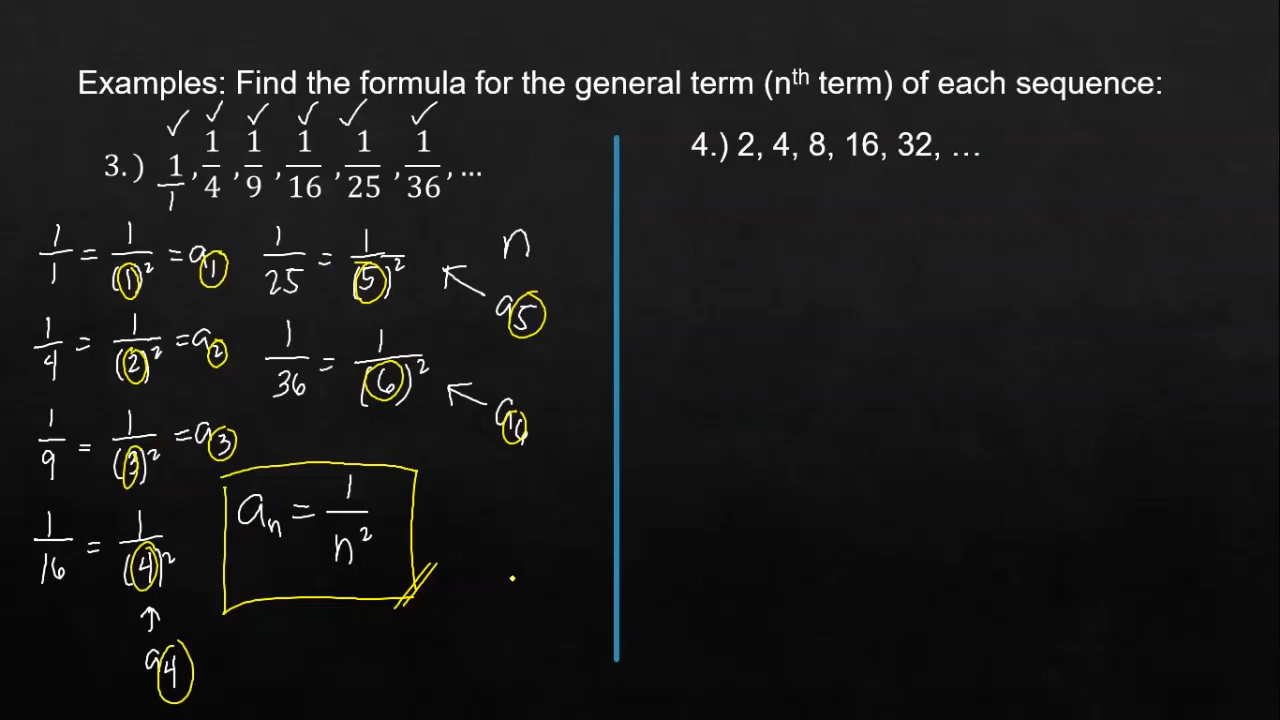 Examples: Find the formula for the general term (nth term) of each sequence:
3.) 1/1, 1/4, 1/9, 1/16, 1/25, 1/36, ...
1/1 = 1/(1)² = a₁
1/4 = 1/(2)² = a₂
1/9 = 1/(3)² = a₃
1/16 = 1/(4)²
↑
a₄
1/25 = 1/(5)²
1/36 = 1/(6)²
n
a₅
a₆
aₙ = 1/n²
4.) 2, 4, 8, 16, 32, …